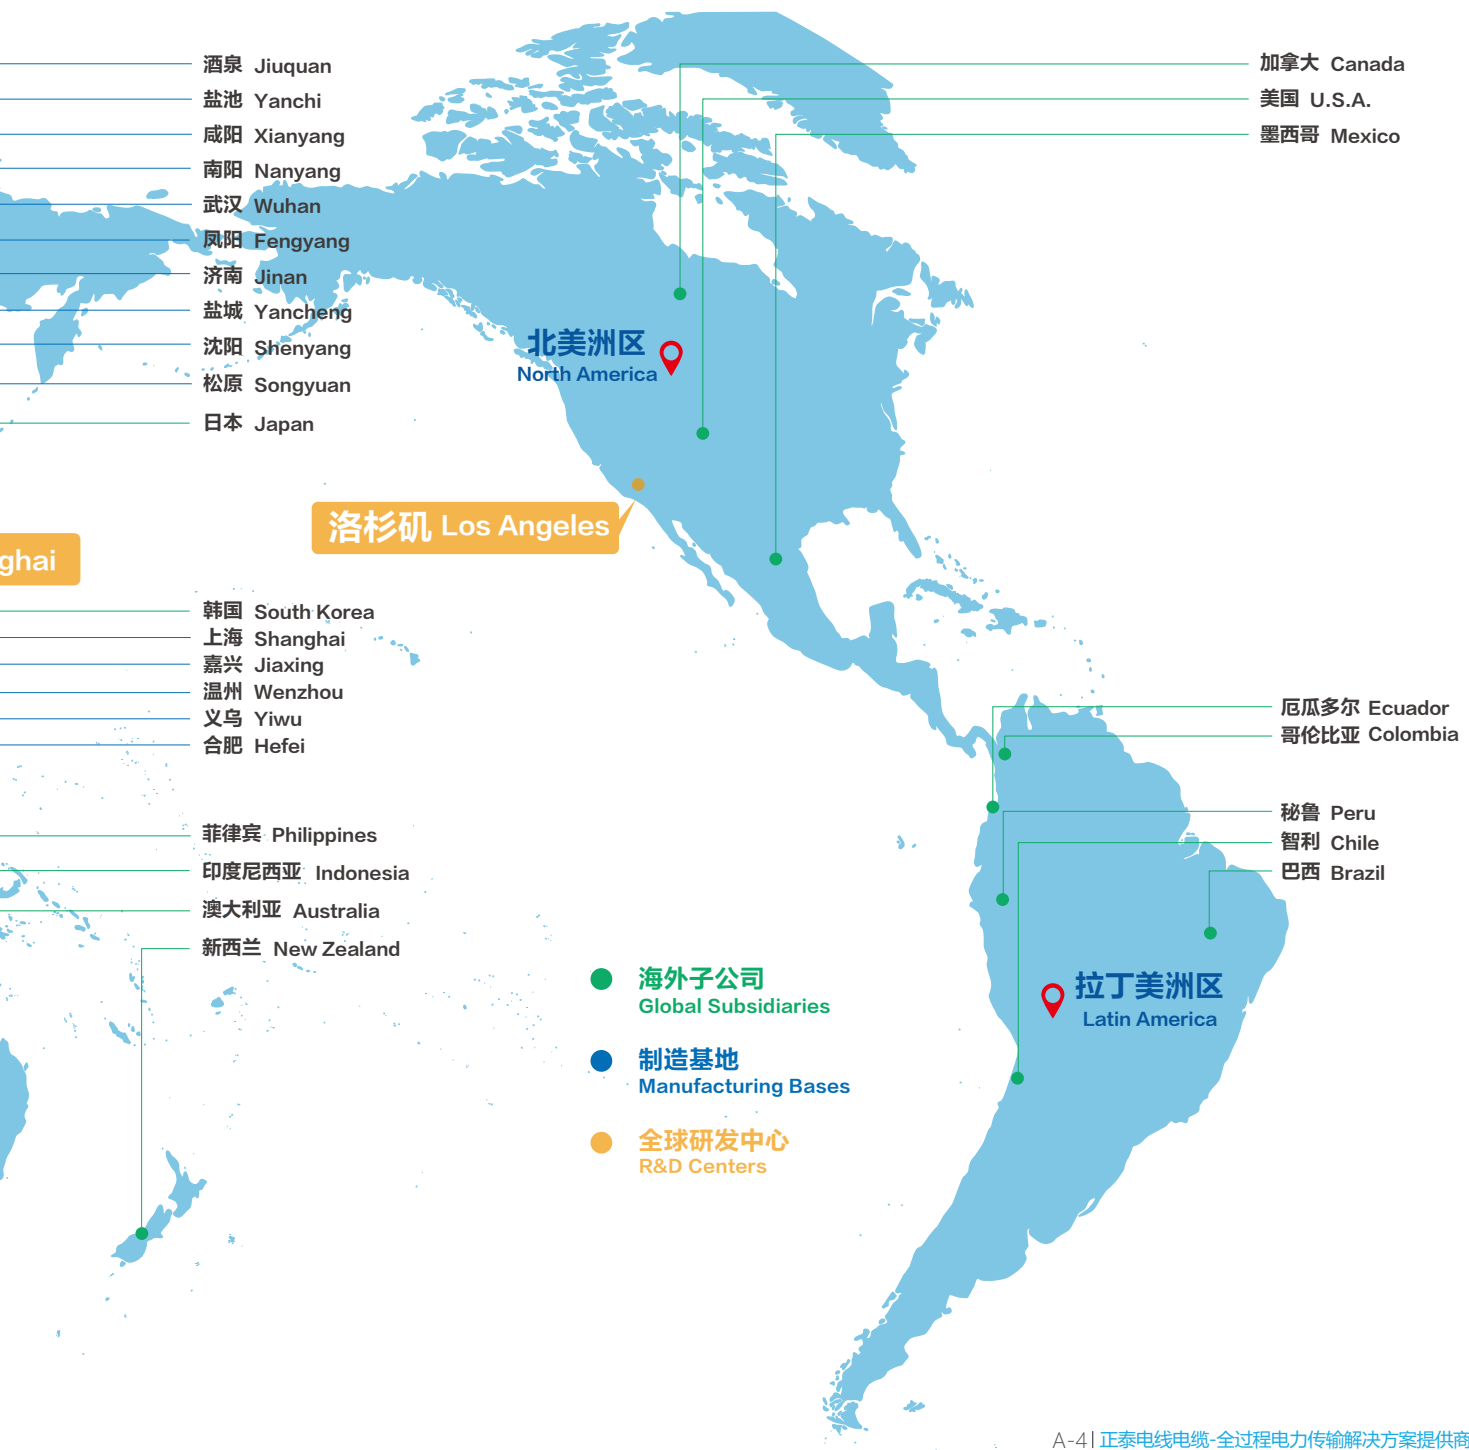 酒泉 Jiuquan
盐池 Yanchi
咸阳 Xianyang
南阳 Nanyang
武汉 Wuhan
凤阳 Fengyang
济南 Jinan
盐城 Yancheng
沈阳 Shenyang
松原 Songyuan
日本 Japan
加拿大 Canada
美国 U.S.A.
墨西哥 Mexico
北美洲区
North America
洛杉矶 Los Angeles
ghai
韩国 South Korea
上海 Shanghai
嘉兴 Jiaxing
温州 Wenzhou
义乌 Yiwu
合肥 Hefei
菲律宾 Philippines
印度尼西亚 Indonesia
澳大利亚 Australia
新西兰 New Zealand
厄瓜多尔 Ecuador
哥伦比亚 Colombia
秘鲁 Peru
智利 Chile
巴西 Brazil
拉丁美洲区
Latin America
海外子公司
Global Subsidiaries
制造基地
Manufacturing Bases
全球研发中心
R&D Centers
A-4| 正泰电线电缆-全过程电力传输解决方案提供商